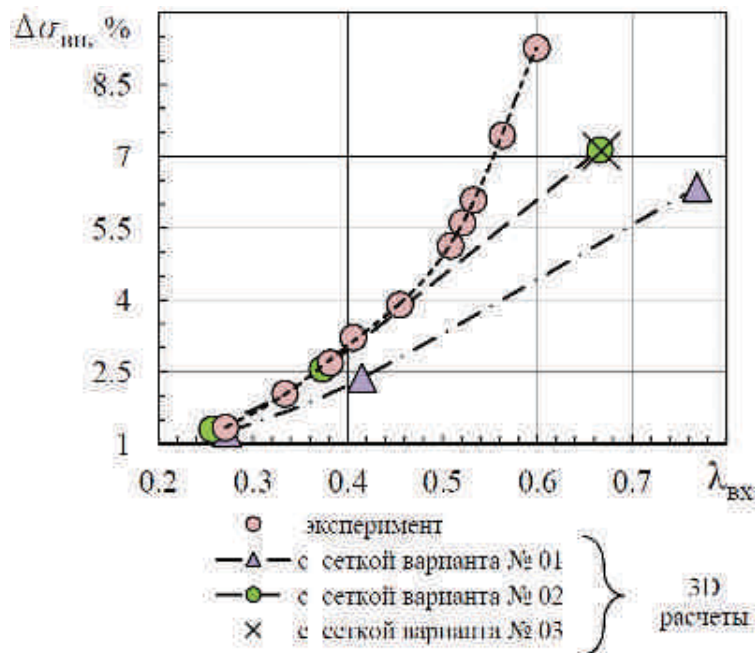 Δσвн, %
8.5
7
5.5
4
2.5
1
0.2 0.3 0.4 0.5 0.6 0.7 λвх
эксперимент
с сеткой варианта № 01
с сеткой варианта № 02
с сеткой варианта № 03
3D
расчеты